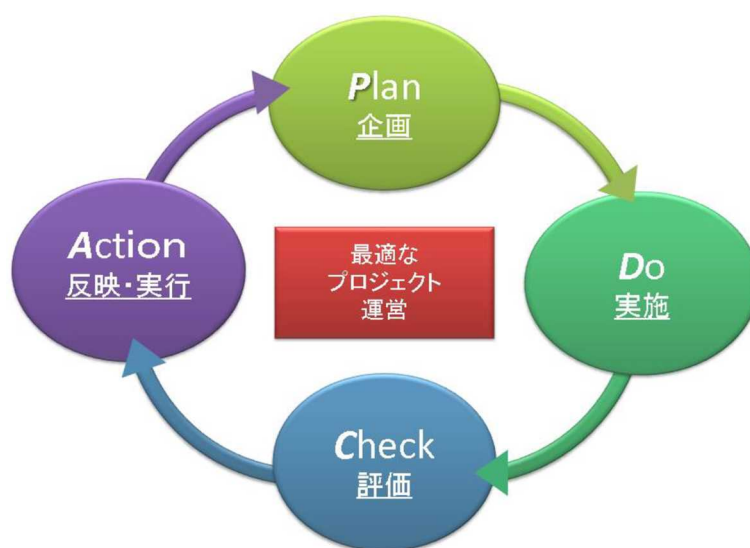 Plan
企画
Do
実施
Check
評価
Action
反映・実行
最適な
プロジェクト
運営